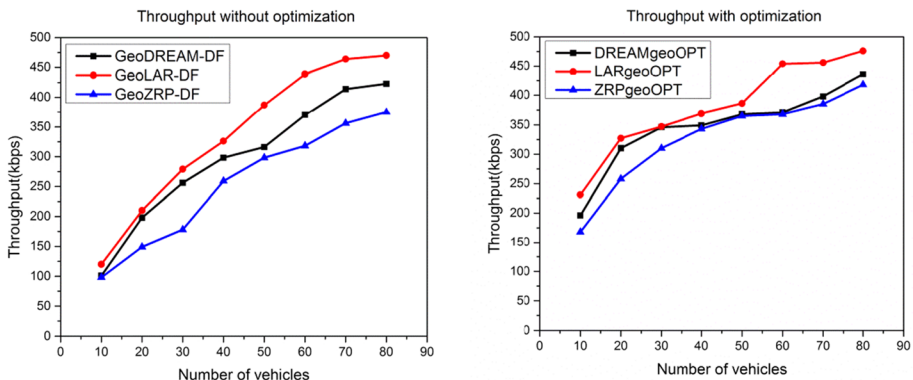 Throughput without optimization
500
450
400
350
300
250
200
150
100
50
0
Throughput(kbps)
GeoDREAM-DF
GeoLAR-DF
GeoZRP-DF
0 10 20 30 40 50 60 70 80 90
Number of vehicles
Throughput with optimization
500
450
400
350
300
250
200
150
100
50
0
Throughput(kbps)
DREAMgeoOPT
LARgeoOPT
ZRPgeoOPT
0 10 20 30 40 50 60 70 80 90
Number of vehicles